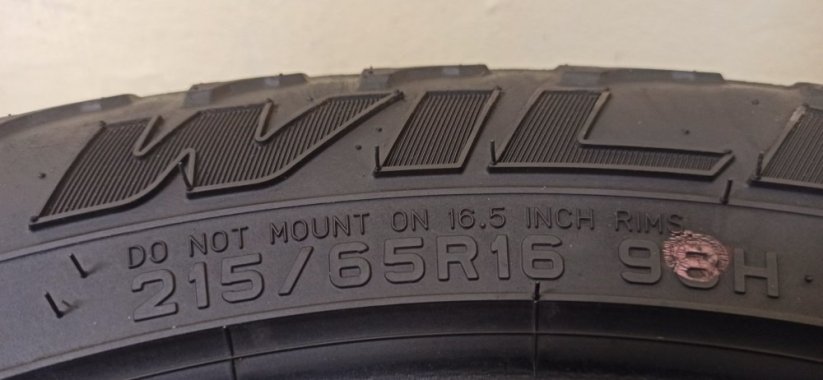 WIL
DO NOT MOUNT ON 16.5 INCH RIMS
215/65R16 98H